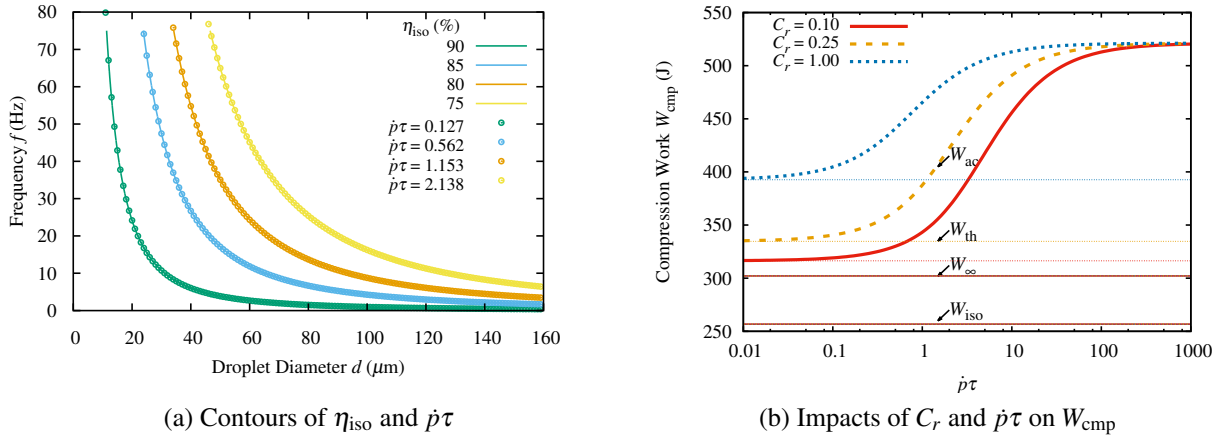 80
70
60
50
40
30
20
10
0
Frequency f (Hz)
0 20 40 60 80 100 120 140 160
Droplet Diameter d (μm)
η_iso (%)
90
85
80
75
ṗτ = 0.127
ṗτ = 0.562
ṗτ = 1.153
ṗτ = 2.138
(a) Contours of η_iso and ṗτ
550
500
450
400
350
300
250
Compression Work W_cmp (J)
C_r = 0.10
C_r = 0.25
C_r = 1.00
W_ac
W_th
W_∞
W_iso
0.01 0.1 1 10 100 1000
ṗτ
(b) Impacts of C_r and ṗτ on W_cmp